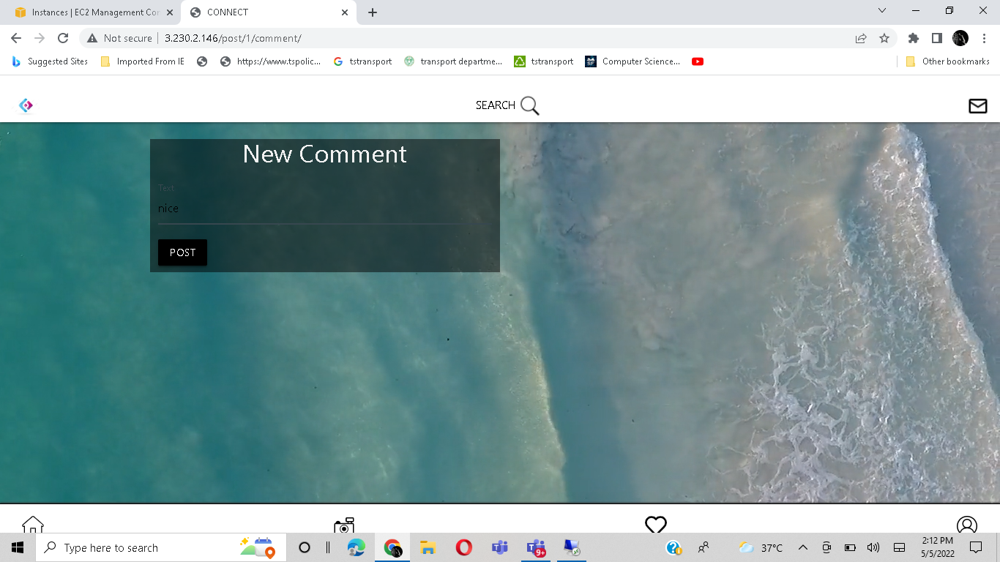 Instances | EC2 Management Con
CONNECT
Not secure
3.230.2.146/post/1/comment/
Suggested Sites
Imported From IE
https://www.tspolic...
tstransport
transport departme...
tstransport
Computer Science...
Other bookmarks
SEARCH
New Comment
Text
nice
POST
Type here to search
9+
37°C
2:12 PM
5/5/2022